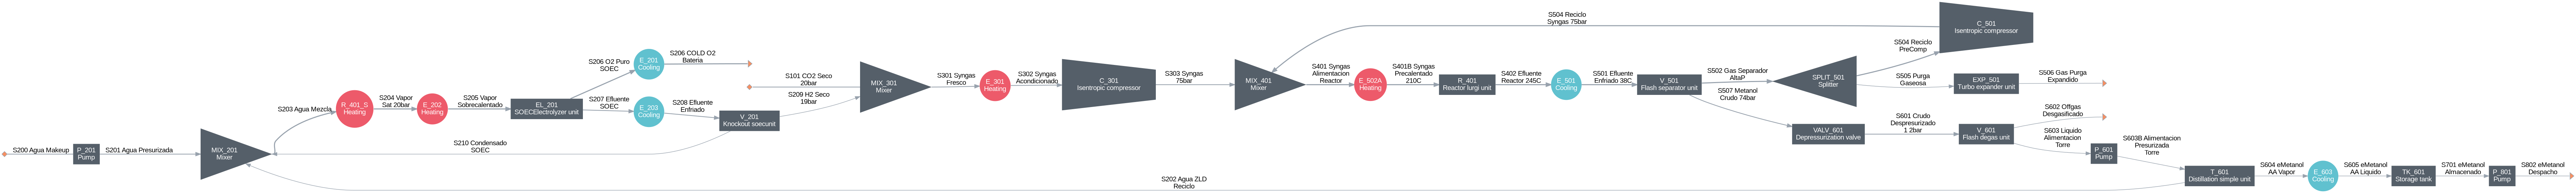 S200 Agua Makeup
P_201
Pump
S201 Agua Presurizada
MIX_201
Mixer
S203 Agua Mezcla
R_401_S
Heating
S204 Vapor
Sat 20bar
E_202
Heating
S205 Vapor
Sobrecalentado
EL_201
SOECElectrolyzer unit
S206 O2 Puro
SOEC
E_201
Cooling
S206 COLD O2
Bateria
S207 Efluente
SOEC
E_203
Cooling
S208 Efluente
Enfriado
V_201
Knockout soecunit
S210 Condensado
SOEC
S101 CO2 Seco
20bar
S209 H2 Seco
19bar
MIX_301
Mixer
S301 Syngas
Fresco
E_301
Heating
S302 Syngas
Acondicionado
C_301
Isentropic compressor
S303 Syngas
75bar
MIX_401
Mixer
S401 Syngas
Alimentacion
Reactor
E_502A
Heating
S401B Syngas
Precalentado
210C
R_401
Reactor lurgi unit
S402 Efluente
Reactor 245C
E_501
Cooling
S501 Efluente
Enfriado 38C
V_501
Flash separator unit
S502 Gas Separador
AltaP
SPLIT_501
Splitter
S504 Reciclo
PreComp
C_501
Isentropic compressor
S504 Reciclo
Syngas 75bar
S505 Purga
Gaseosa
EXP_501
Turbo expander unit
S506 Gas Purga
Expandido
S507 Metanol
Crudo 74bar
VALV_601
Depressurization valve
S601 Crudo
Despresurizado
1 2bar
V_601
Flash degas unit
S602 Offgas
Desgasificado
S603 Liquido
Alimentacion
Torre
P_601
Pump
S603B Alimentacion
Presurizada
Torre
T_601
Distillation simple unit
S202 Agua ZLD
Reciclo
S604 eMetanol
AA Vapor
E_603
Cooling
S605 eMetanol
AA Liquido
TK_601
Storage tank
S701 eMetanol
Almacenado
P_801
Pump
S802 eMetanol
Despacho